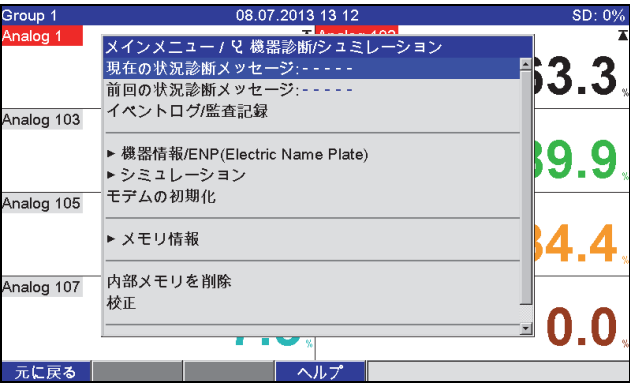 Group 1 08.07.2013 13 12 SD: 0%
Analog 1
メインメニュー / 機器診断/シュミレーション
現在の状況診断メッセージ:- - - - -
63.3 %
前回の状況診断メッセージ:- - - - -
イベントログ/監査記録
Analog 103
▶ 機器情報/ENP(Electric Name Plate)
39.9 %
▶ シミュレーション
モデムの初期化
Analog 105
▶ メモリ情報
34.4 %
内部メモリを削除
Analog 107
校正
0.0 %
元に戻る ヘルプ